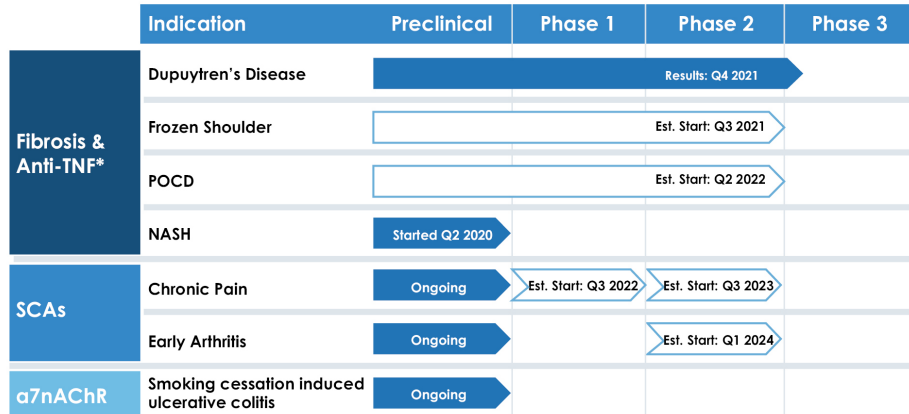 Indication Preclinical Phase 1 Phase 2 Phase 3
Fibrosis &
Anti-TNF*
Dupuytren's Disease Results: Q4 2021
Frozen Shoulder Est. Start: Q3 2021
POCD Est. Start: Q2 2022
NASH Started Q2 2020
SCAs
Chronic Pain Ongoing Est. Start: Q3 2022 Est. Start: Q3 2023
Early Arthritis Ongoing Est. Start: Q1 2024
α7nAChR
Smoking cessation induced
ulcerative colitis
Ongoing